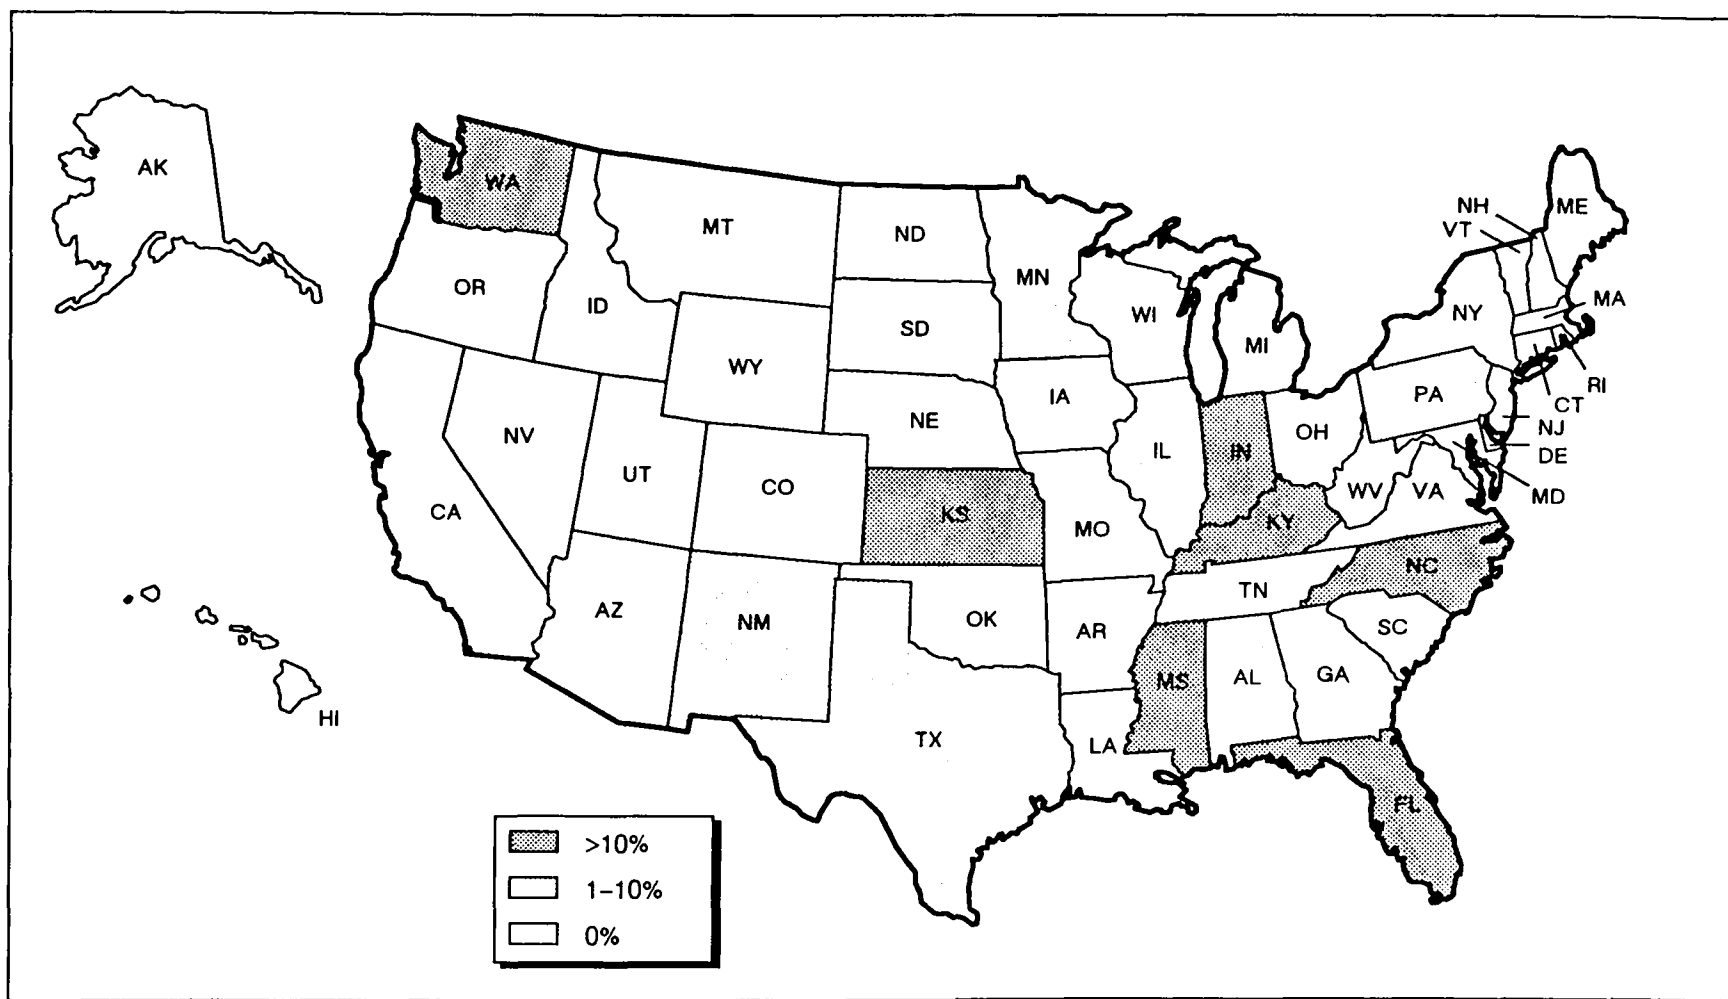 AK
WA
MT
ND
MN
NH
VT
ME
OR
ID
SD
WI
MI
NY
MA
WY
IA
PA
RI
CT
NV
NE
IL
IN
OH
NJ
DE
UT
CO
KS
MO
WV
VA
MD
CA
KY
NC
AZ
NM
OK
AR
TN
SC
MS
AL
GA
HI
TX
LA
FL
>10%
1–10%
0%